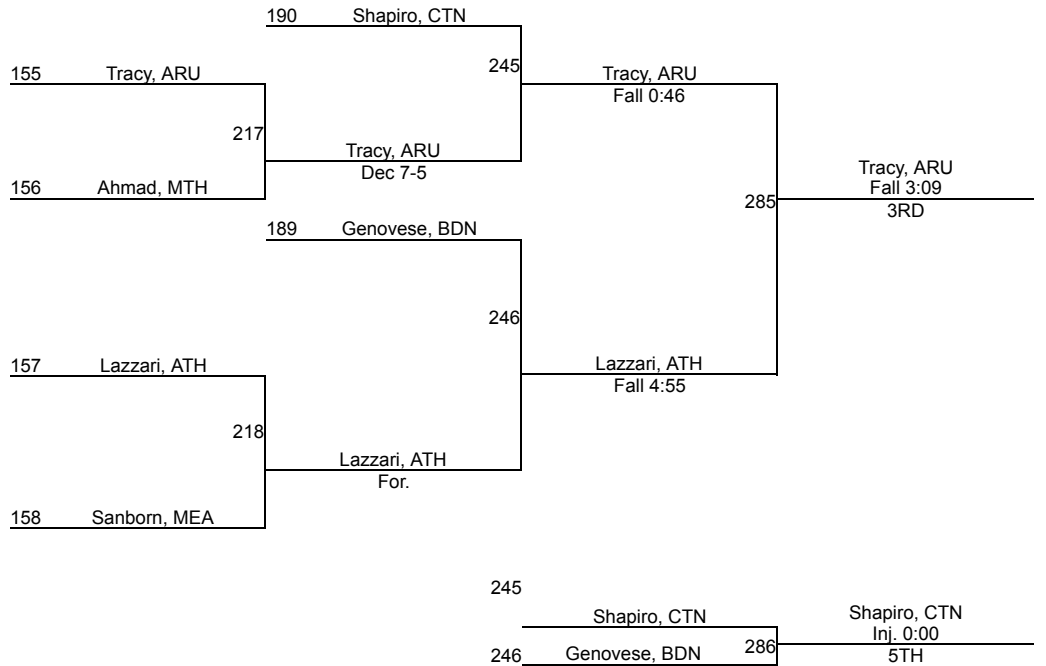 190 Shapiro, CTN
155 Tracy, ARU
245
Tracy, ARU
Fall 0:46
217
Tracy, ARU
Dec 7-5
156 Ahmad, MTH
Tracy, ARU
Fall 3:09
3RD
285
189 Genovese, BDN
246
157 Lazzari, ATH
Lazzari, ATH
Fall 4:55
218
Lazzari, ATH
For.
158 Sanborn, MEA
245
Shapiro, CTN
246 Genovese, BDN
286
Shapiro, CTN
Inj. 0:00
5TH